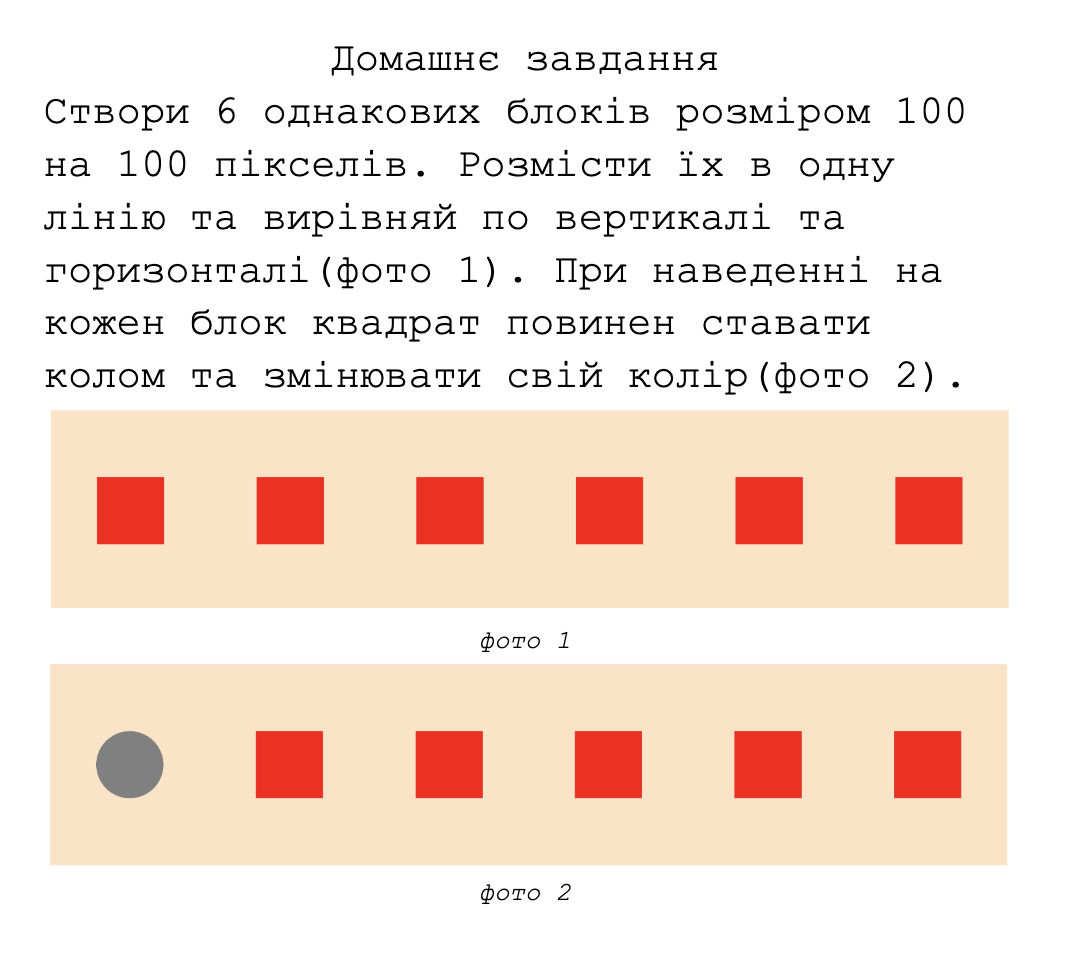 Домашнє завдання
Створи 6 однакових блоків розміром 100
на 100 пікселів. Розмісти їх в одну
лінію та вирівняй по вертикалі та
горизонталі(фото 1). При наведенні на
кожен блок квадрат повинен ставати
колом та змінювати свій колір(фото 2).
фото 1
фото 2